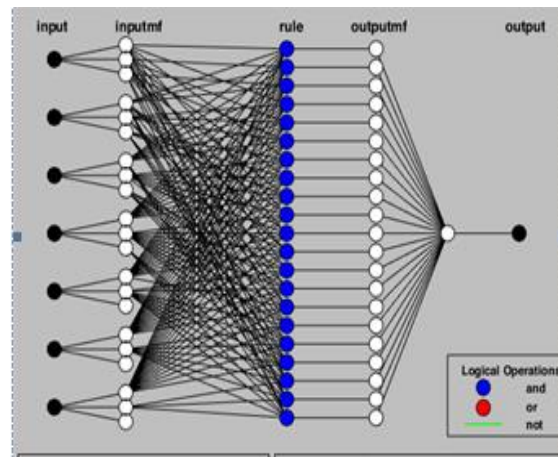 input inputmf rule outputmf output
Logical Operations
and
or
not